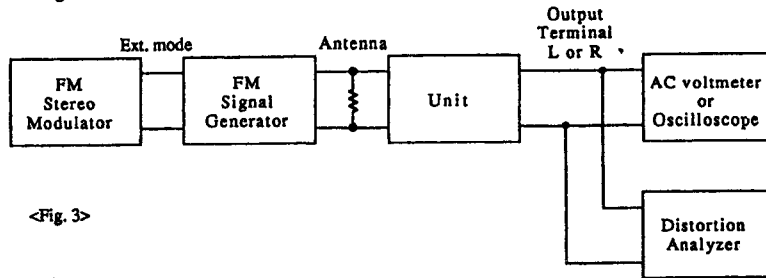 Output
Terminal
L or R
Ext. mode
Antenna
FM
Stereo
Modulator
FM
Signal
Generator
Unit
AC voltmeter
or
Oscilloscope
<Fig. 3>
Distortion
Analyzer